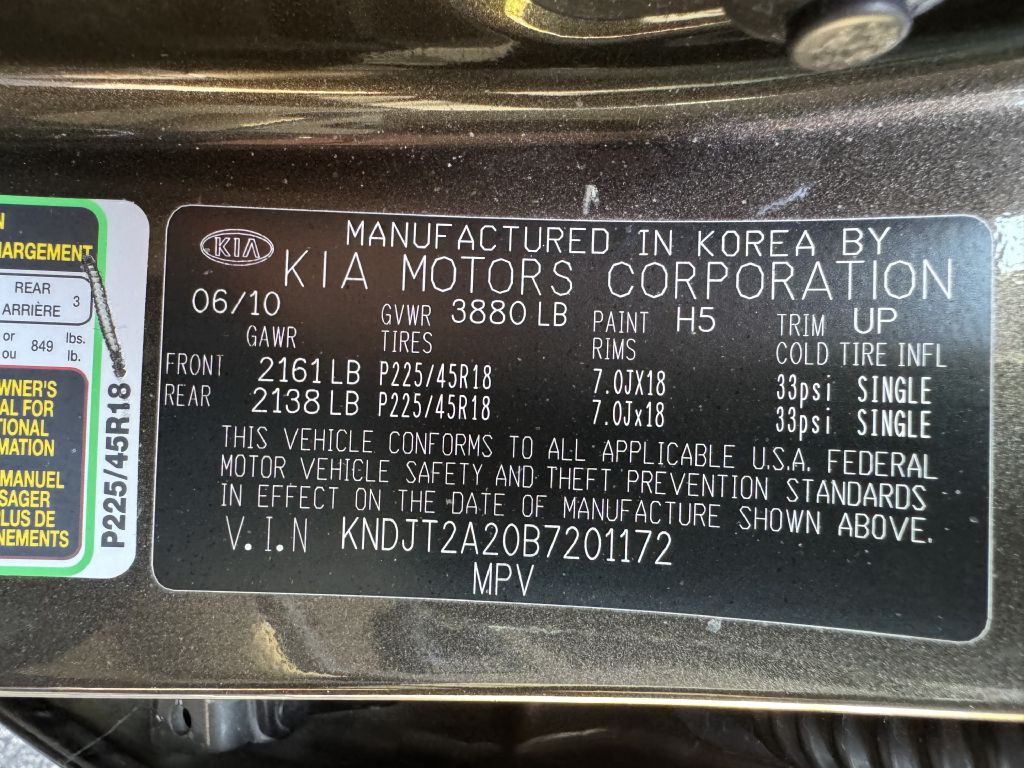 KIA
MANUFACTURED IN KOREA BY
KIA MOTORS CORPORATION
06/10 GVWR 3880 LB PAINT H5 TRIM UP
GAWR TIRES RIMS COLD TIRE INFL
FRONT 2161 LB P225/45R18 7.0JX18 33psi SINGLE
REAR 2138 LB P225/45R18 7.0Jx18 33psi SINGLE
THIS VEHICLE CONFORMS TO ALL APPLICABLE U.S.A. FEDERAL
MOTOR VEHICLE SAFETY AND THEFT PREVENTION STANDARDS
IN EFFECT ON THE DATE OF MANUFACTURE SHOWN ABOVE.
V.I.N KNDJT2A20B7201172
MPV
N
HARGEMENT
REAR 3
ARRIÈRE
or 849 lbs.
ou lb.
WNER'S
AL FOR
TIONAL
MATION
MANUEL
SAGER
LUS DE
NEMENTS
P225/45R18